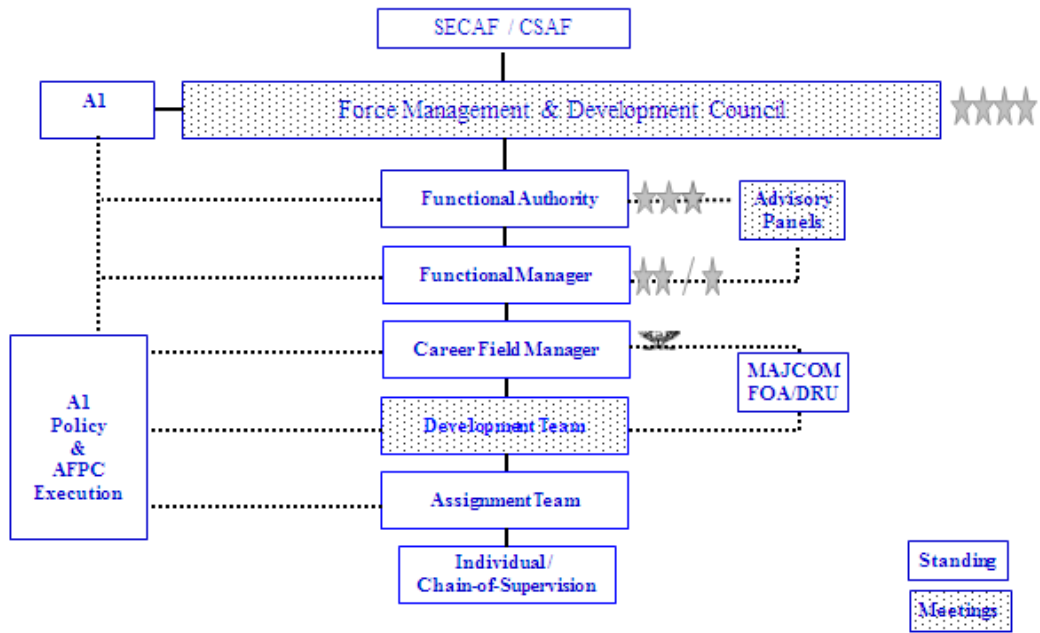 SECAF / CSAF
A1
Force Management & Development Council
Functional Authority
Advisory
Panels
Functional Manager
Career Field Manager
MAJCOM
FOA/DRU
A1
Policy
&
AFPC
Execution
Development Team
Assignment Team
Individual/
Chain-of-Supervision
Standing
Meetings
/